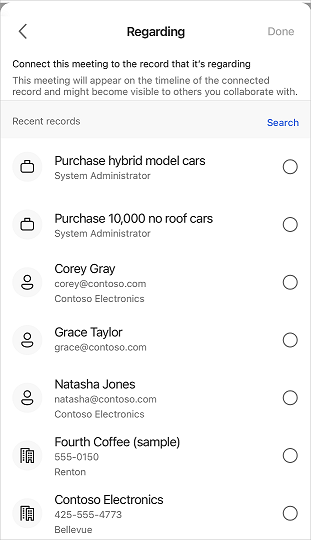 Regarding
Done
Connect this meeting to the record that it's regarding
This meeting will appear on the timeline of the connected
record and might become visible to others you collaborate with.
Recent records
Search
Purchase hybrid model cars
System Administrator
Purchase 10,000 no roof cars
System Administrator
Corey Gray
corey@contoso.com
Contoso Electronics
Grace Taylor
grace@contoso.com
Natasha Jones
natasha@contoso.com
Contoso Electronics
Fourth Coffee (sample)
555-0150
Renton
Contoso Electronics
425-555-4773
Bellevue